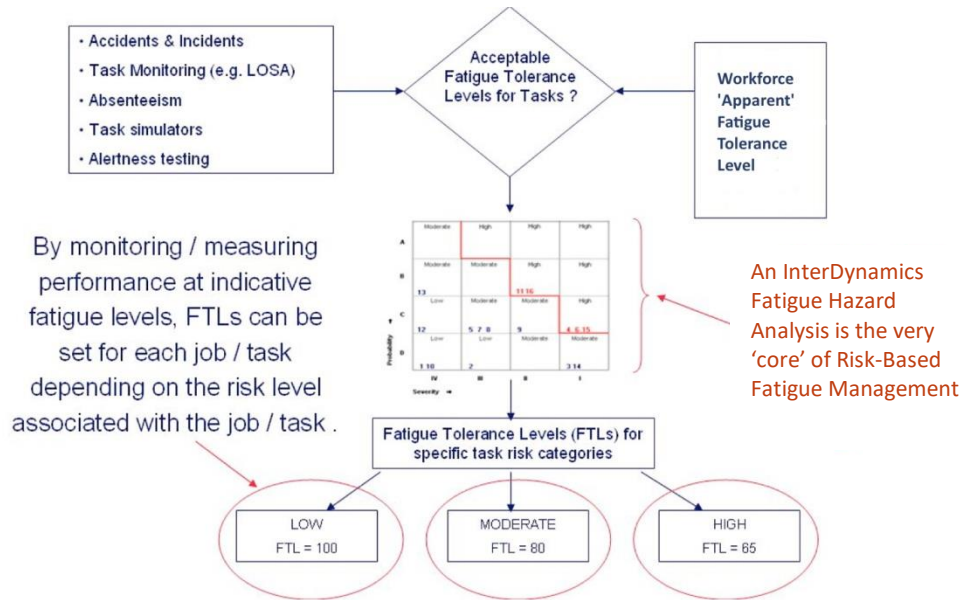 • Accidents & Incidents
• Task Monitoring (e.g. LOSA)
• Absenteeism
• Task simulators
• Alertness testing
Acceptable
Fatigue Tolerance
Levels for Tasks ?
Workforce
'Apparent'
Fatigue
Tolerance
Level
By monitoring / measuring
performance at indicative
fatigue levels, FTLs can be
set for each job / task
depending on the risk level
associated with the job / task .
Probability
A
Moderate
High
High
High
B
Moderate
Moderate
High
High
13
11 16
C
Low
Moderate
Moderate
High
12
5 7 8
9
4 6 15
D
Low
Low
Moderate
Moderate
1 10
2
3 14
IV
III
II
I
Severity
An InterDynamics
Fatigue Hazard
Analysis is the very
‘core’ of Risk-Based
Fatigue Management
Fatigue Tolerance Levels (FTLs) for
specific task risk categories
LOW
FTL = 100
MODERATE
FTL = 80
HIGH
FTL = 65